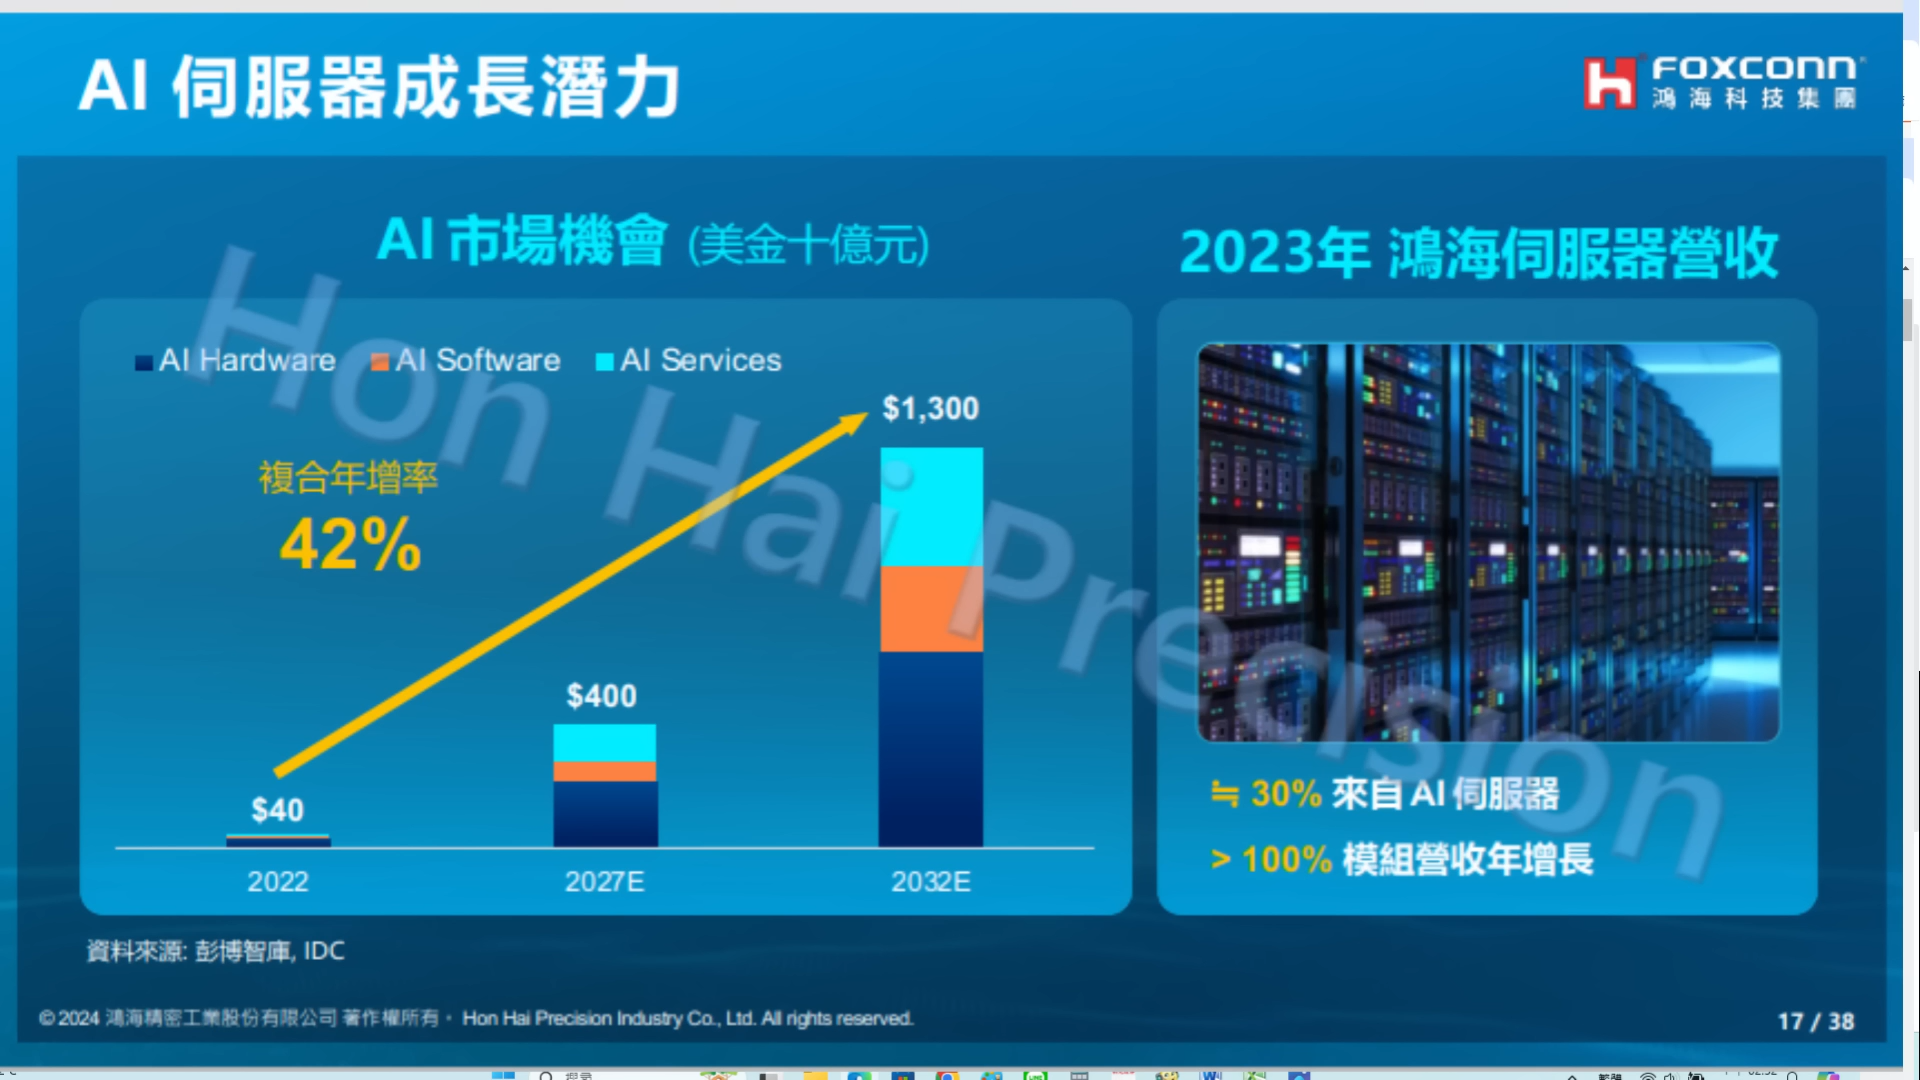 AI 伺服器成長潛力
FOXCONN
鴻海科技集團
AI 市場機會 (美金十億元)
AI Hardware AI Software AI Services
複合年增率
42%
$1,300
$400
$40
2022 2027E 2032E
2023年 鴻海伺服器營收
≒ 30% 來自 AI 伺服器
> 100% 模組營收年增長
Hon Hai Precision
資料來源: 彭博智庫, IDC
© 2024 鴻海精密工業股份有限公司 著作權所有。 Hon Hai Precision Industry Co., Ltd. All rights reserved.
17 / 38